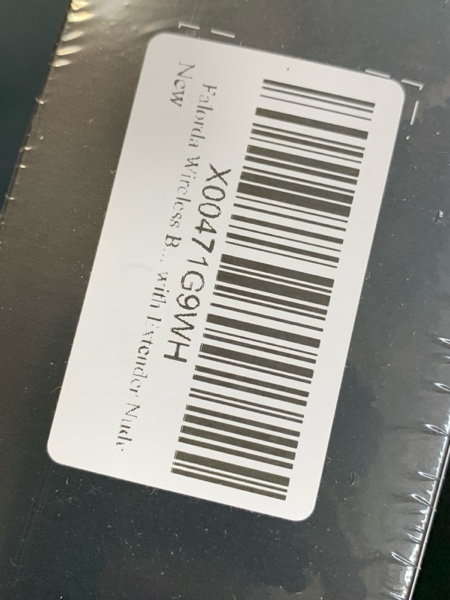 X00471G9WH
Falorda Wireless B... with Extender Nud
New